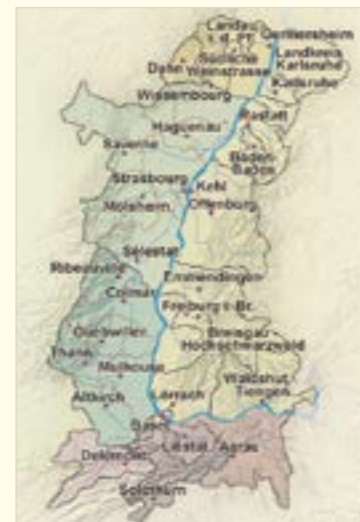 Landau
i. Pf.
Germersheim
Südliche
Weinstrasse
Landkreis
Karlsruhe
Dahn
Karlsruhe
Wissembourg
Rastatt
Haguenau
Saverne
Baden-
Baden
Strasbourg
Kehl
Molsheim
Offenburg
Sélestat
Ribeauvillé
Emmendingen
Colmar
Freiburg i. Br.
Guebwiller
Breisgau
Hochschwarzwald
Thann
Mulhouse
Waldshut
Tiengen
Lörrach
Altkirch
Basel
Liestal
Aarau
Delémont
Solothurn